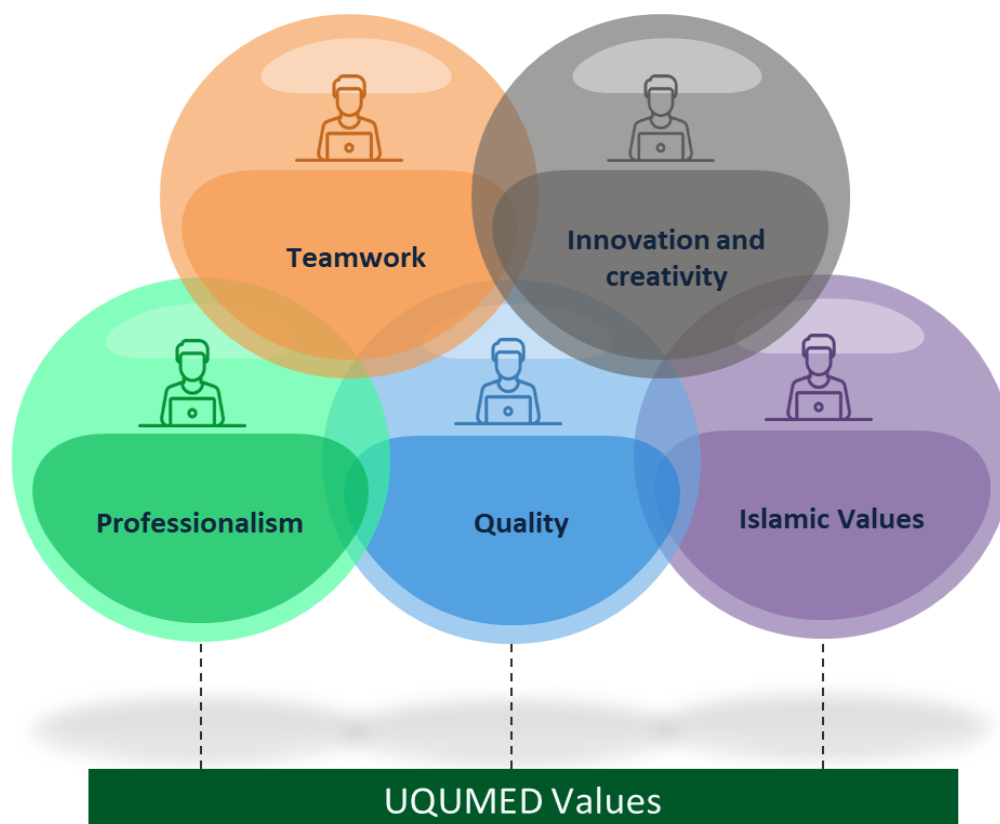 Teamwork
Innovation and
creativity
Professionalism
Quality
Islamic Values
UQUMED Values